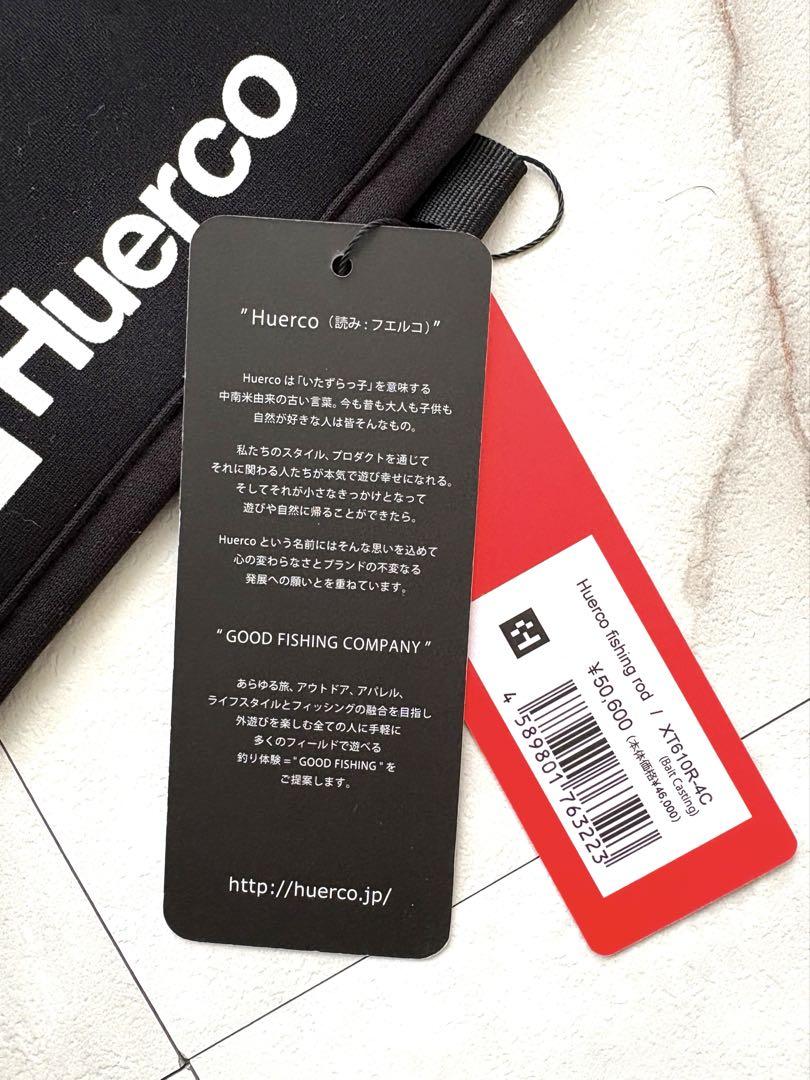 Huerco
"Huerco（読み：フエルコ）"
Huerco は「いたずらっ子」を意味する
中南米由来の古い言葉。今も昔も大人も子供も
自然が好きな人は皆そんなもの。
私たちのスタイル、プロダクトを通じて
それに関わる人たちが本気で遊び幸せになれる。
そしてそれが小さなきっかけとなって
遊びや自然に帰ることができたら。
Huerco という名前にはそんな思いを込めて
心の変わらなさとブランドの不変なる
発展への願いとを重ねています。
"GOOD FISHING COMPANY"
あらゆる旅、アウトドア、アパレル、
ライフスタイルとフィッシングの融合を目指し
外遊びを楽しむ全ての人に手軽に
多くのフィールドで遊べる
釣り体験="GOOD FISHING"を
ご提案します。
http://huerco.jp/
Huerco fishing rod / XT610R-4C
(Bait Casting)
¥50,600（本体価格¥46,000）
4 589801 763223